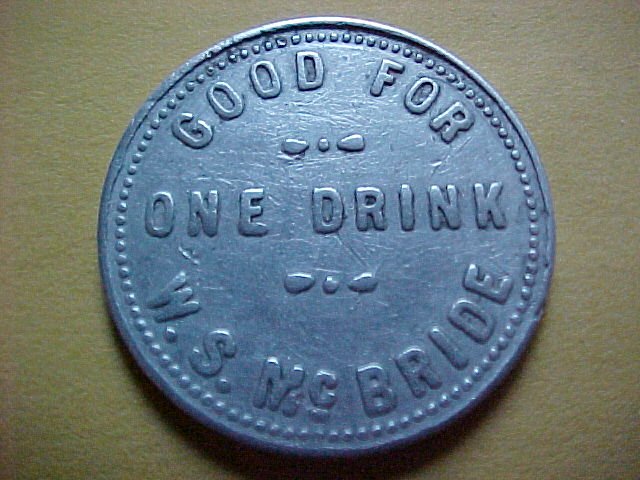 GOOD FOR
ONE DRINK
W. S. McBRIDE